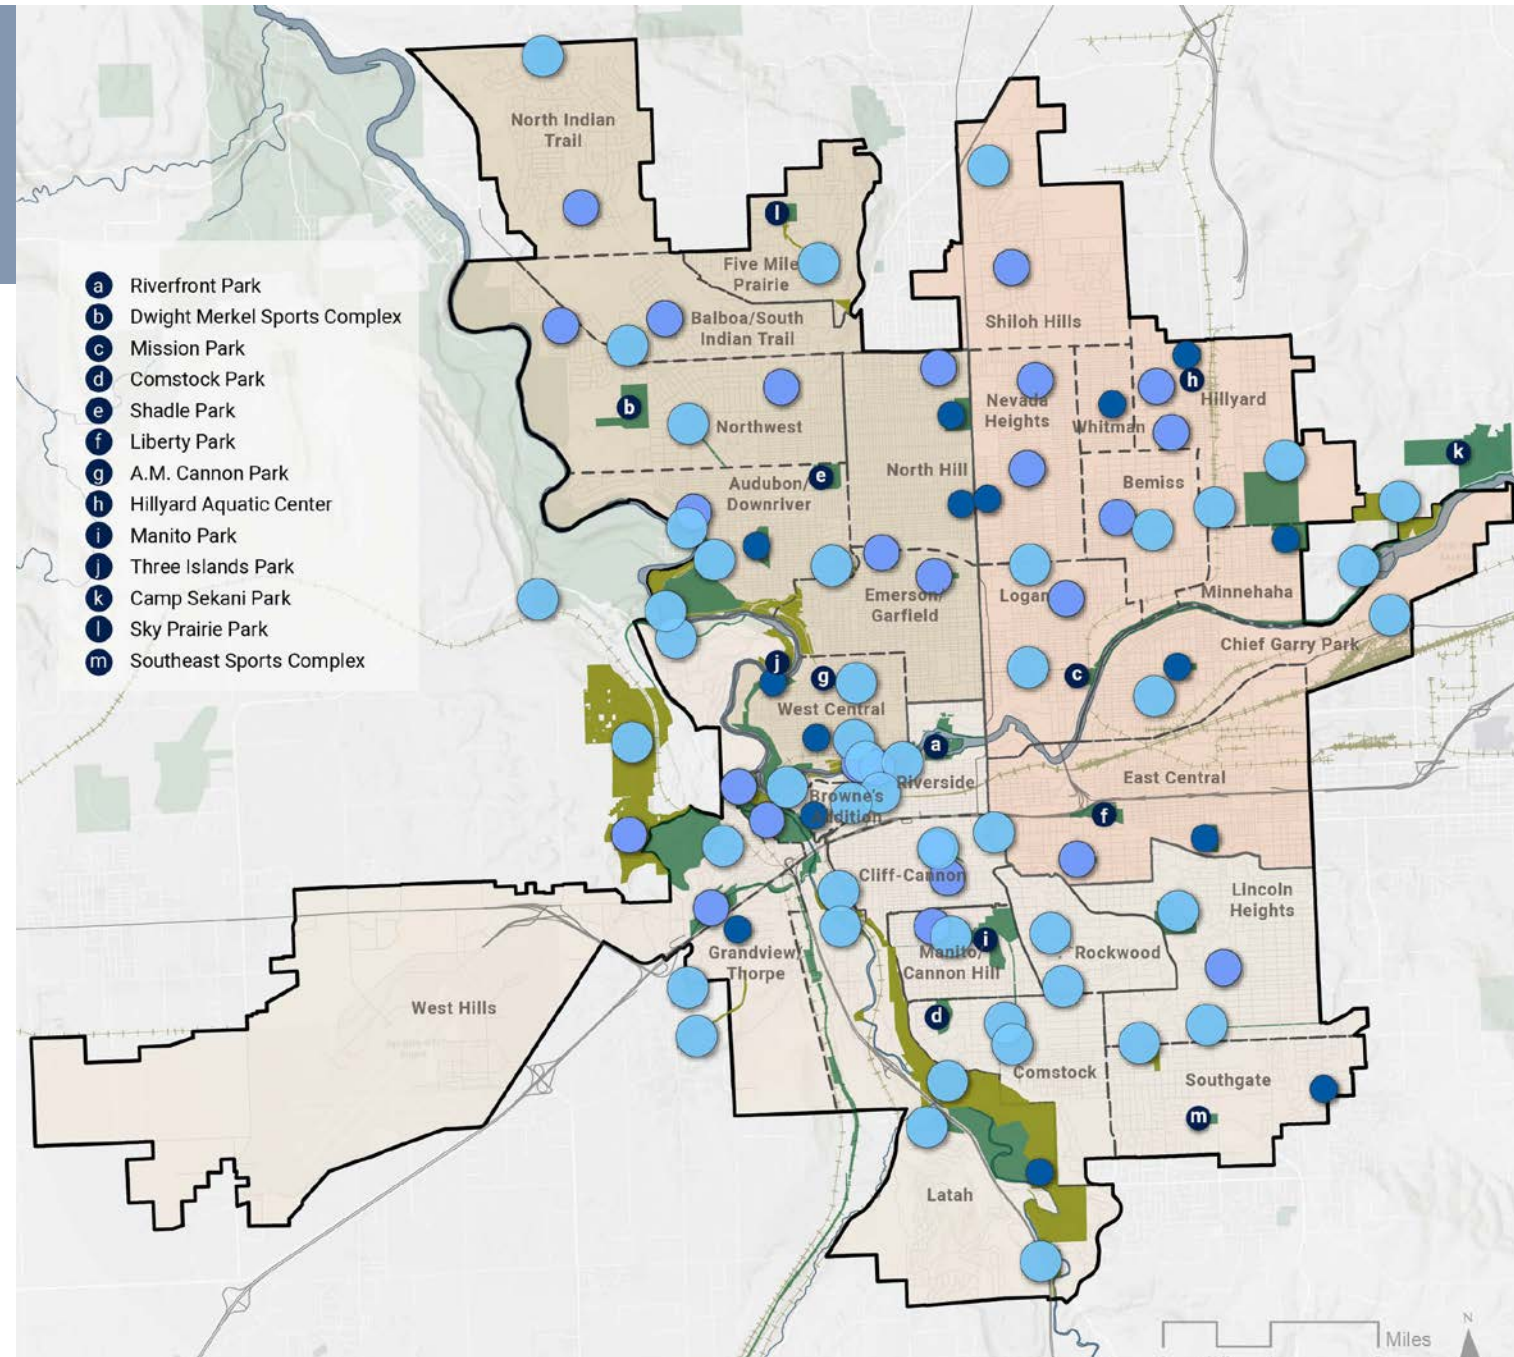 North Indian
Trail
l
Five Mile
Prairie
a Riverfront Park
b Dwight Merkel Sports Complex
c Mission Park
d Comstock Park
e Shadle Park
f Liberty Park
g A.M. Cannon Park
h Hillyard Aquatic Center
i Manito Park
j Three Islands Park
k Camp Sekani Park
l Sky Prairie Park
m Southeast Sports Complex
Balboa/South
Indian Trail
Shiloh Hills
h
Hillyard
b
Northwest
Nevada
Heights
Whitman
k
North Hill
e
Audubon/
Downriver
Bemiss
Emerson/
Garfield
Logan
Minnehaha
Chief Garry Park
j
g
c
West Central
a
Riverside
East Central
Browne's
Addition
f
Cliff-Cannon
Lincoln
Heights
i
Manito/
Cannon Hill
Rockwood
Grandview/
Thorpe
West Hills
d
Comstock
Southgate
m
Latah
N
Miles